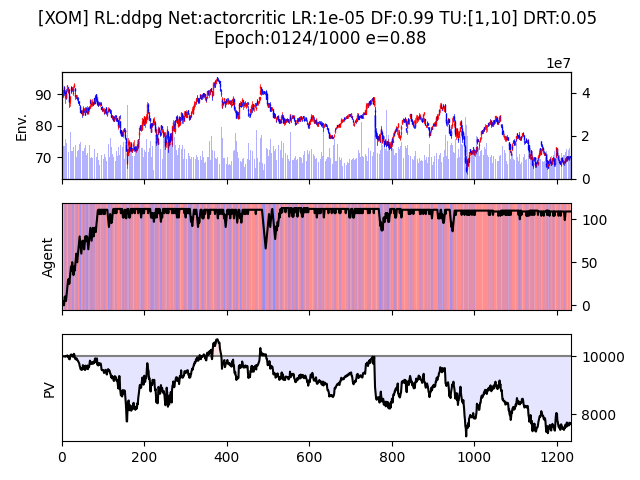 [XOM] RL:ddpg Net:actorcritic LR:1e-05 DF:0.99 TU:[1,10] DRT:0.05
Epoch:0124/1000 e=0.88
1e7
Env.
90
80
70
4
2
0
Agent
100
50
0
PV
10000
8000
0 200 400 600 800 1000 1200